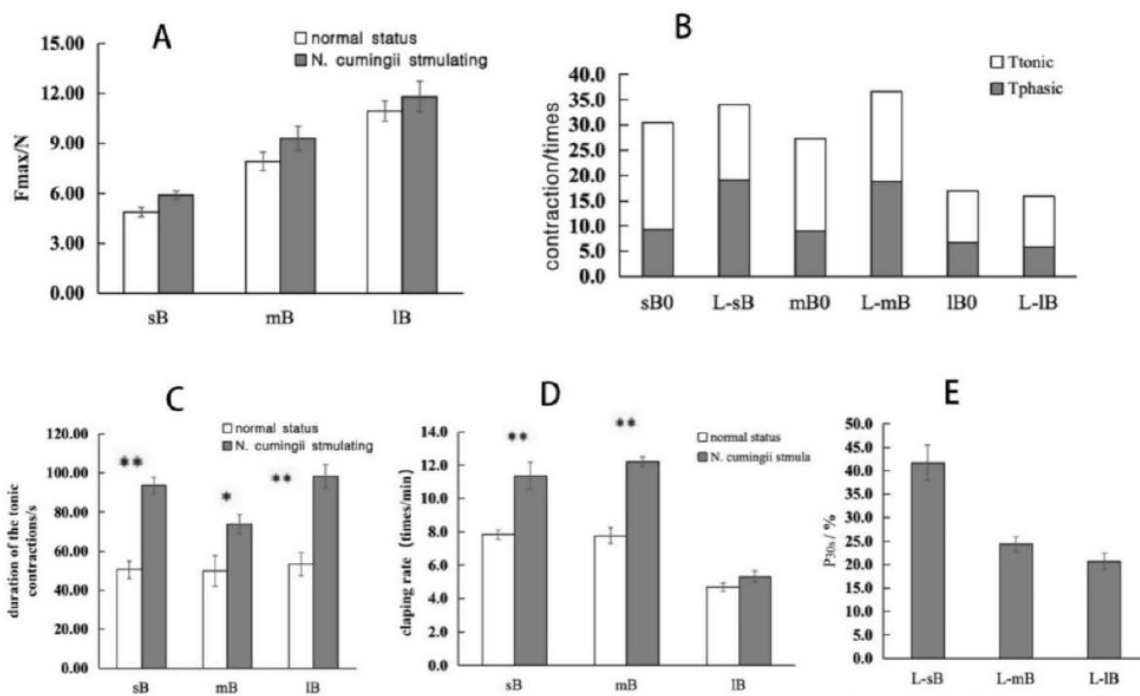 A
normal status
N. cumingii stmulating
15.00
12.00
9.00
6.00
3.00
0.00
Fmax/N
sB mB lB
B
Ttonic
Tphasic
40.0
35.0
30.0
25.0
20.0
15.0
10.0
5.0
0.0
contraction/times
sB0 L-sB mB0 L-mB lB0 L-lB
C
normal status
N. cumingii stmulating
120.00
100.00
80.00
60.00
40.00
20.00
0.00
duration of the tonic
contractions/s
** * **
sB mB lB
D
normal status
N. cumingii stmula
14.0
12.0
10.0
8.0
6.0
4.0
2.0
0.0
claping rate (times/min)
** **
sB mB lB
E
50.0
45.0
40.0
35.0
30.0
25.0
20.0
15.0
10.0
5.0
0.0
P30s / %
L-sB L-mB L-lB